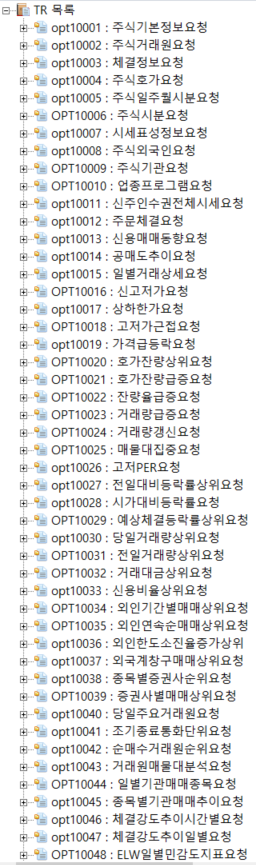 TR 목록
opt10001 : 주식기본정보요청
opt10002 : 주식거래원요청
opt10003 : 체결정보요청
opt10004 : 주식호가요청
opt10005 : 주식일주월시분요청
OPT10006 : 주식시분요청
opt10007 : 시세표성정보요청
opt10008 : 주식외국인요청
OPT10009 : 주식기관요청
OPT10010 : 업종프로그램요청
opt10011 : 신주인수권전체시세요청
opt10012 : 주문체결요청
opt10013 : 신용매매동향요청
opt10014 : 공매도추이요청
opt10015 : 일별거래상세요청
OPT10016 : 신고저가요청
opt10017 : 상하한가요청
OPT10018 : 고저가근접요청
opt10019 : 가격급등락요청
OPT10020 : 호가잔량상위요청
OPT10021 : 호가잔량급증요청
OPT10022 : 잔량율급증요청
OPT10023 : 거래량급증요청
OPT10024 : 거래량갱신요청
OPT10025 : 매물대집중요청
opt10026 : 고저PER요청
opt10027 : 전일대비등락률상위요청
opt10028 : 시가대비등락률요청
OPT10029 : 예상체결등락률상위요청
opt10030 : 당일거래량상위요청
OPT10031 : 전일거래량상위요청
OPT10032 : 거래대금상위요청
opt10033 : 신용비율상위요청
OPT10034 : 외인기간별매매상위요청
OPT10035 : 외인연속순매매상위요청
opt10036 : 외인한도소진율증가상위
opt10037 : 외국계창구매매상위요청
opt10038 : 종목별증권사순위요청
OPT10039 : 증권사별매매상위요청
opt10040 : 당일주요거래원요청
opt10041 : 조기종료통화단위요청
opt10042 : 순매수거래원순위요청
opt10043 : 거래원매물대분석요청
OPT10044 : 일별기관매매종목요청
opt10045 : 종목별기관매매추이요청
opt10046 : 체결강도추이시간별요청
opt10047 : 체결강도추이일별요청
OPT10048 : ELW일별민감도지표요청